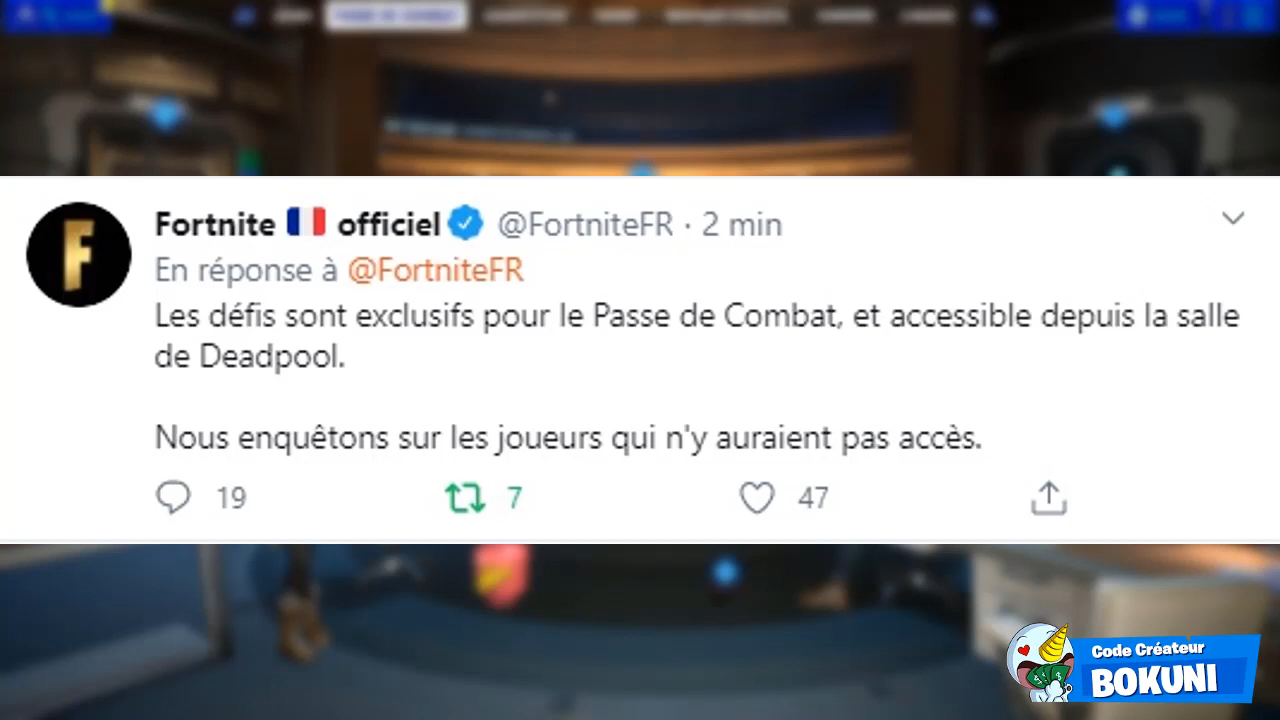 Fortnite 🇫🇷 officiel @FortniteFR · 2 min
En réponse à @FortniteFR
Les défis sont exclusifs pour le Passe de Combat, et accessible depuis la salle
de Deadpool.
Nous enquêtons sur les joueurs qui n'y auraient pas accès.
19 7 47
Code Créateur
BOKUNI